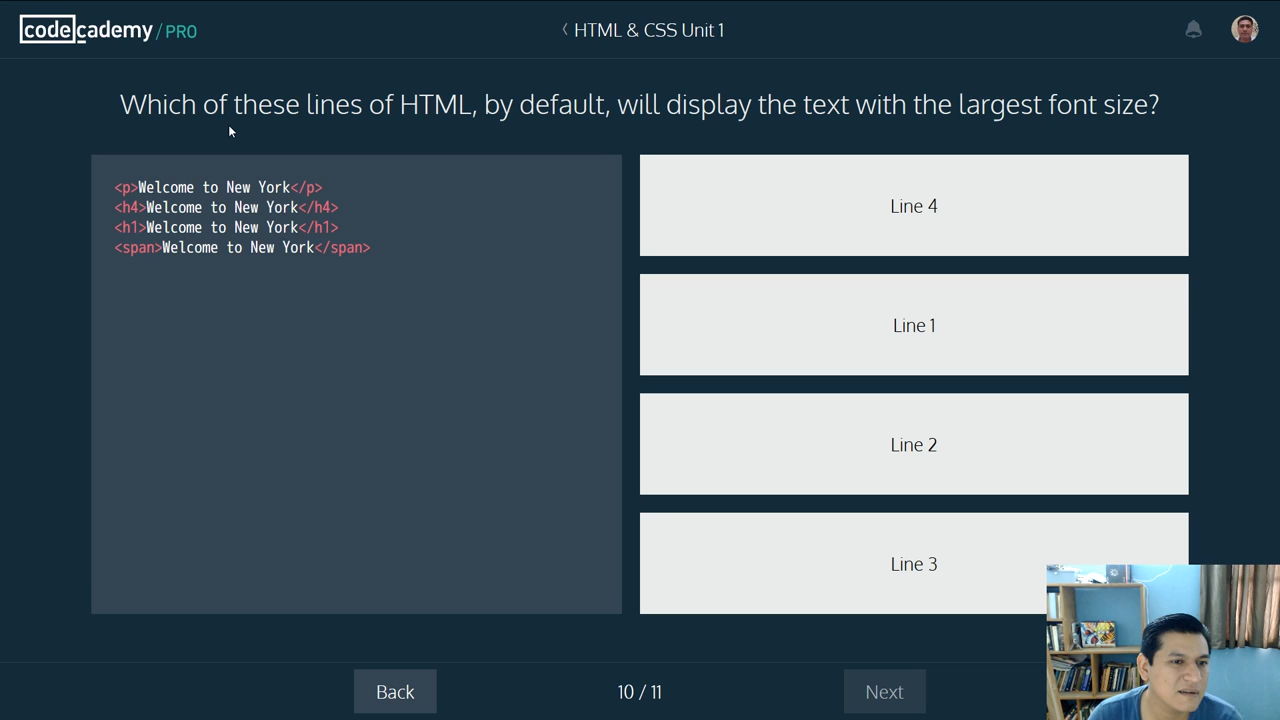 codecademy / PRO
HTML & CSS Unit 1
Which of these lines of HTML, by default, will display the text with the largest font size?
<p>Welcome to New York</p>
<h4>Welcome to New York</h4>
<h1>Welcome to New York</h1>
<span>Welcome to New York</span>
Line 4
Line 1
Line 2
Line 3
Back
10 / 11
Next